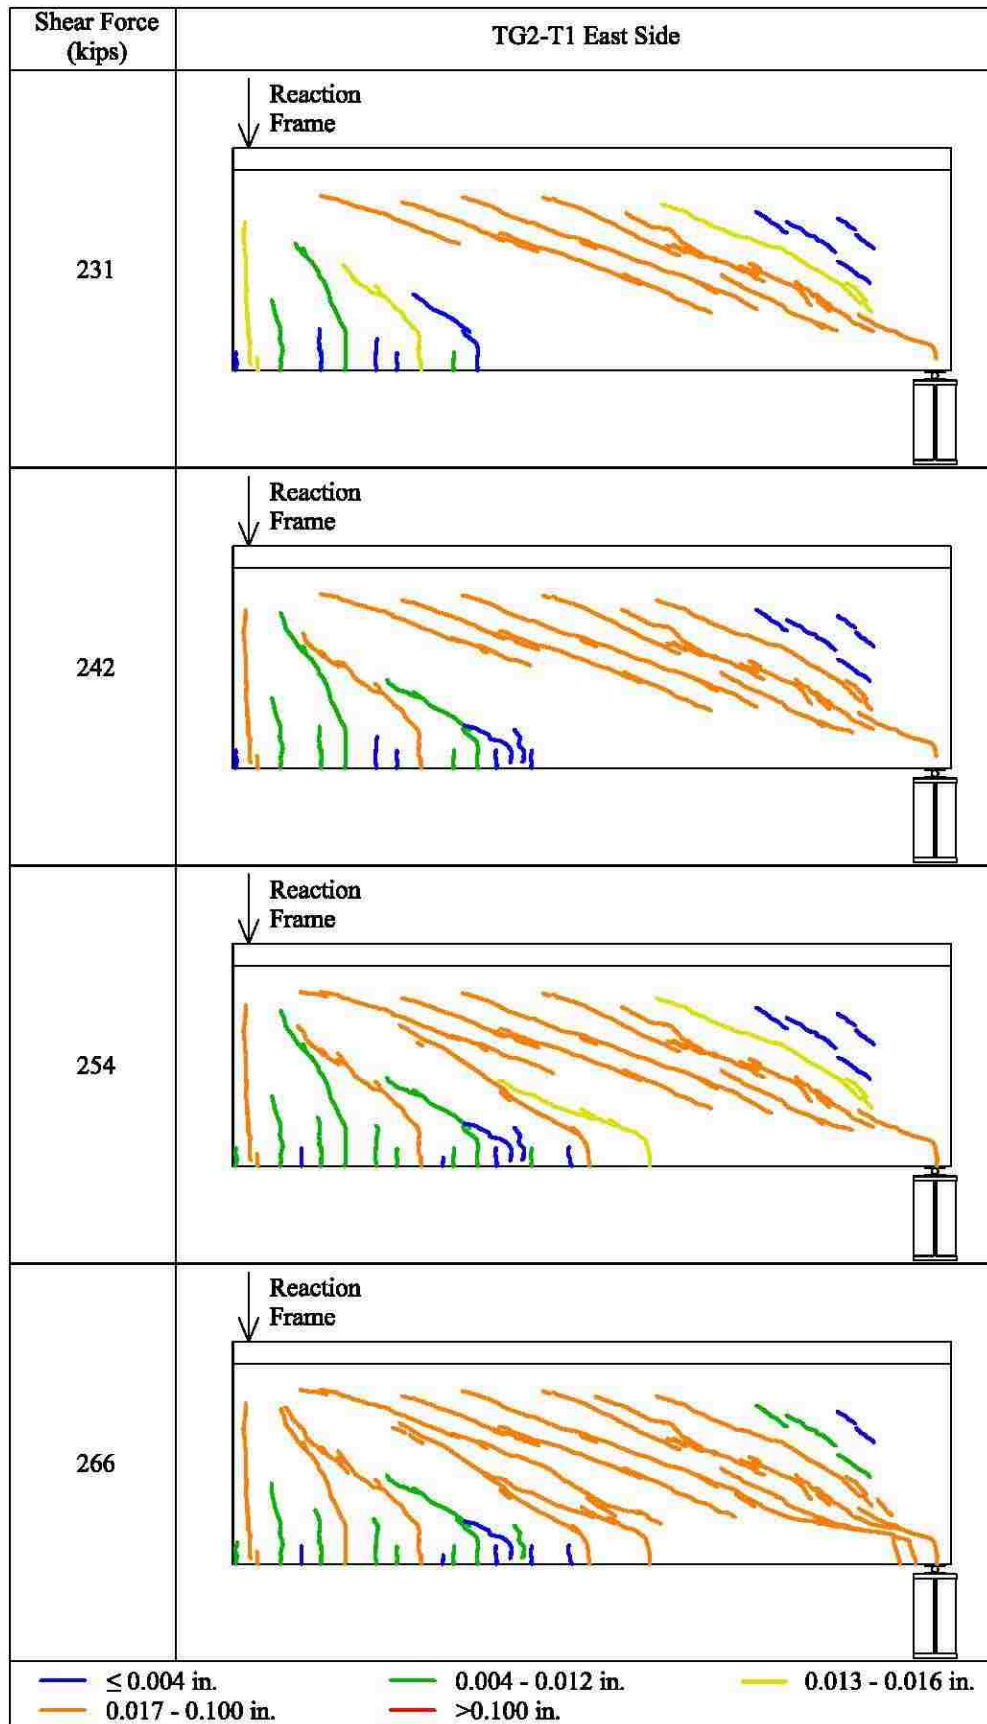 Shear Force
(kips)
TG2-T1 East Side
Reaction
Frame
231
Reaction
Frame
242
Reaction
Frame
254
Reaction
Frame
266
≤ 0.004 in.
0.004 - 0.012 in.
0.013 - 0.016 in.
0.017 - 0.100 in.
>0.100 in.